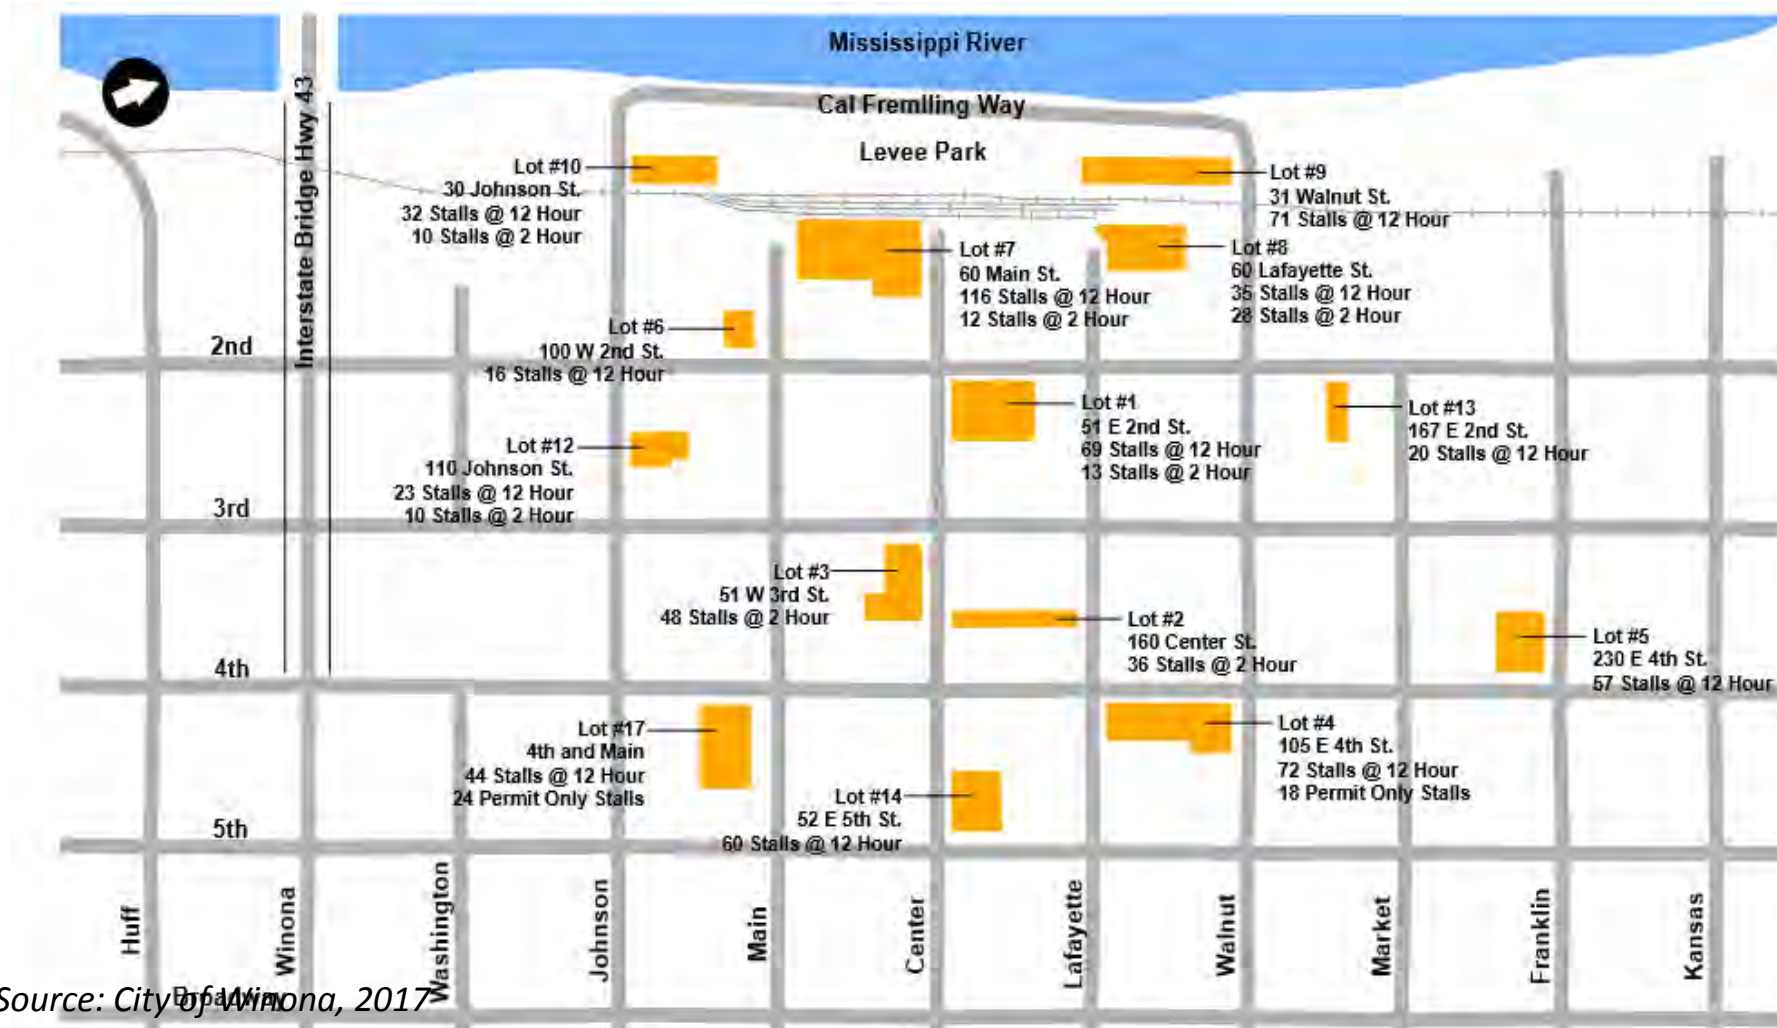 Mississippi River
Interstate Bridge Hwy 43
Cal Fremlling Way
Levee Park
Lot #10
30 Johnson St.
32 Stalls @ 12 Hour
10 Stalls @ 2 Hour
Lot #9
31 Walnut St.
71 Stalls @ 12 Hour
Lot #7
60 Main St.
116 Stalls @ 12 Hour
12 Stalls @ 2 Hour
Lot #8
60 Lafayette St.
35 Stalls @ 12 Hour
28 Stalls @ 2 Hour
Lot #6
100 W 2nd St.
16 Stalls @ 12 Hour
2nd
Lot #1
51 E 2nd St.
69 Stalls @ 12 Hour
13 Stalls @ 2 Hour
Lot #13
167 E 2nd St.
20 Stalls @ 12 Hour
Lot #12
110 Johnson St.
23 Stalls @ 12 Hour
10 Stalls @ 2 Hour
3rd
Lot #3
51 W 3rd St.
48 Stalls @ 2 Hour
Lot #2
160 Center St.
36 Stalls @ 2 Hour
Lot #5
230 E 4th St.
57 Stalls @ 12 Hour
4th
Lot #17
4th and Main
44 Stalls @ 12 Hour
24 Permit Only Stalls
Lot #4
105 E 4th St.
72 Stalls @ 12 Hour
18 Permit Only Stalls
Lot #14
52 E 5th St.
60 Stalls @ 12 Hour
5th
Huff
Winona
Washington
Johnson
Main
Center
Lafayette
Walnut
Market
Franklin
Kansas
Broadway
Source: City of Winona, 2017